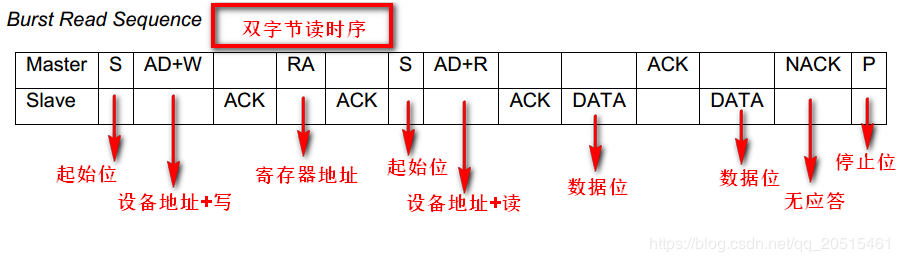 Burst Read Sequence
双字节读时序
Master S AD+W RA S AD+R ACK NACK P
Slave ACK ACK ACK DATA DATA
起始位 设备地址+写 寄存器地址 起始位 设备地址+读 数据位 数据位 无应答 停止位
https://blog.csdn.net/qq_20515461